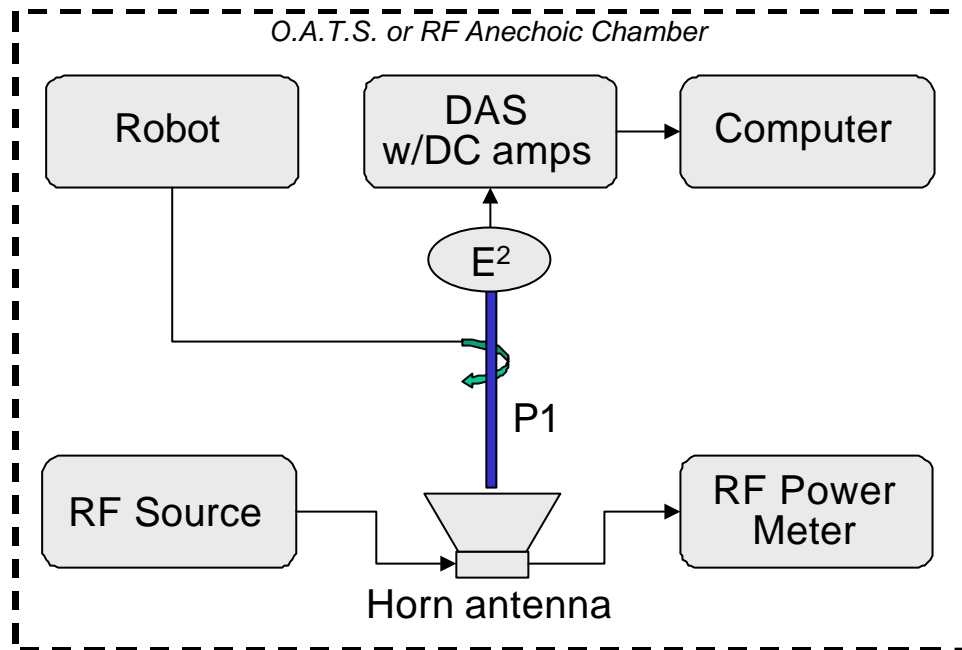 O.A.T.S. or RF Anechoic Chamber
Robot
DAS
w/DC amps
Computer
E²
P1
RF Source
RF Power
Meter
Horn antenna